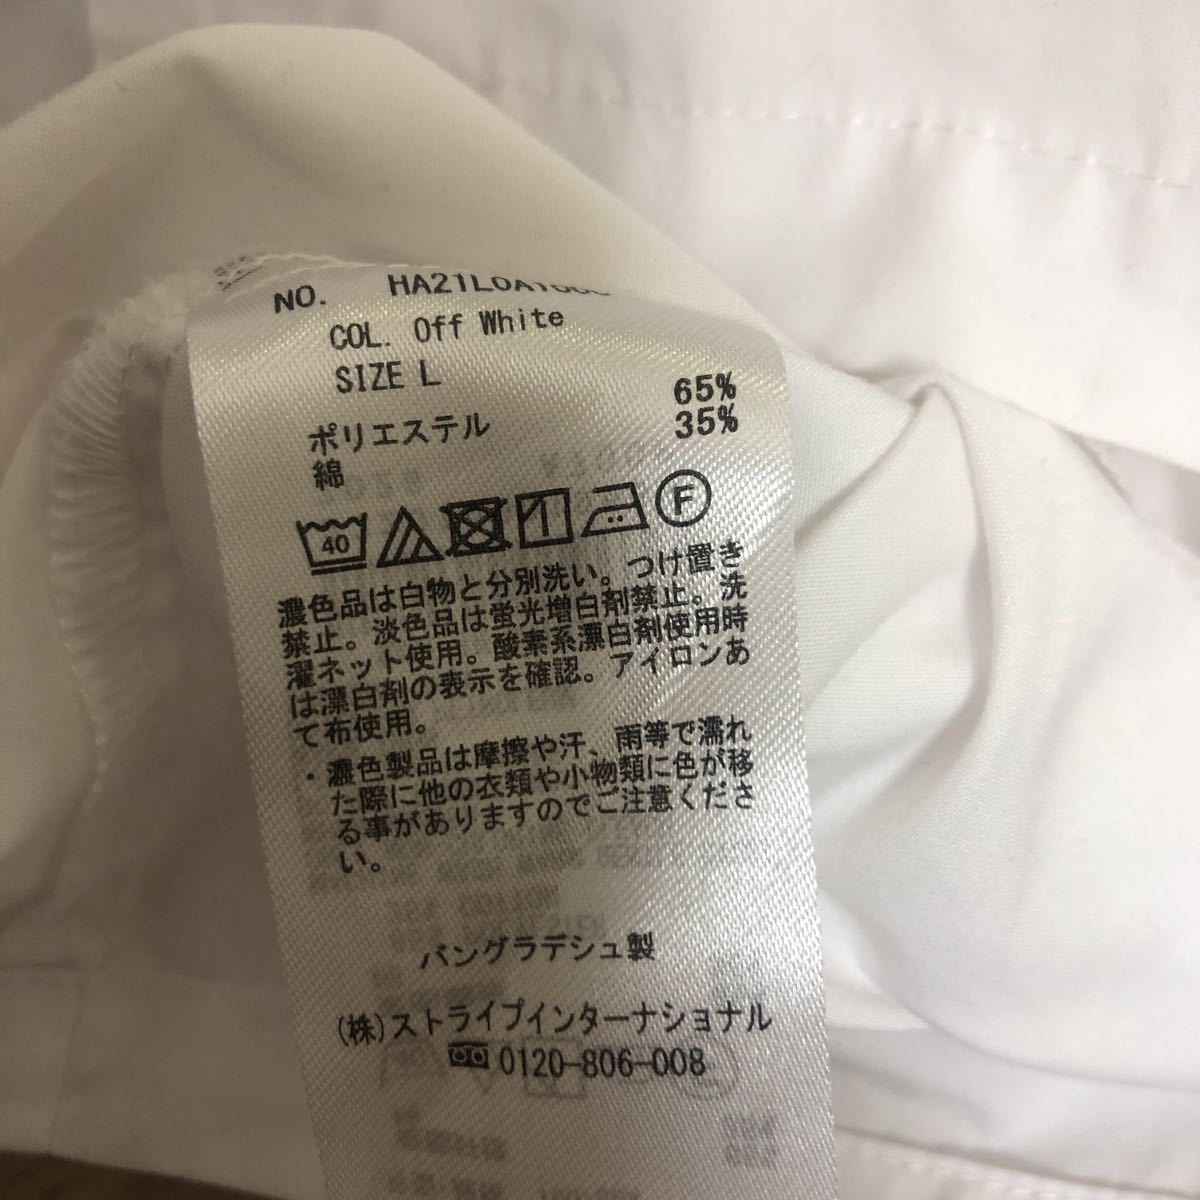 NO.
COL. Off White
SIZE L
ポリエステル 65%
綿 35%
40 F
濃色品は白物と分別洗い。つけ置き
禁止。淡色品は蛍光増白剤禁止。洗
濯ネット使用。酸素系漂白剤使用時
は漂白剤の表示を確認。アイロンあ
て布使用。
・濃色製品は摩擦や汗、雨等で濡れ
た際に他の衣類や小物類に色が移
る事がありますのでご注意くださ
い。
バングラデシュ製
(株)ストライプインターナショナル
0120-806-008